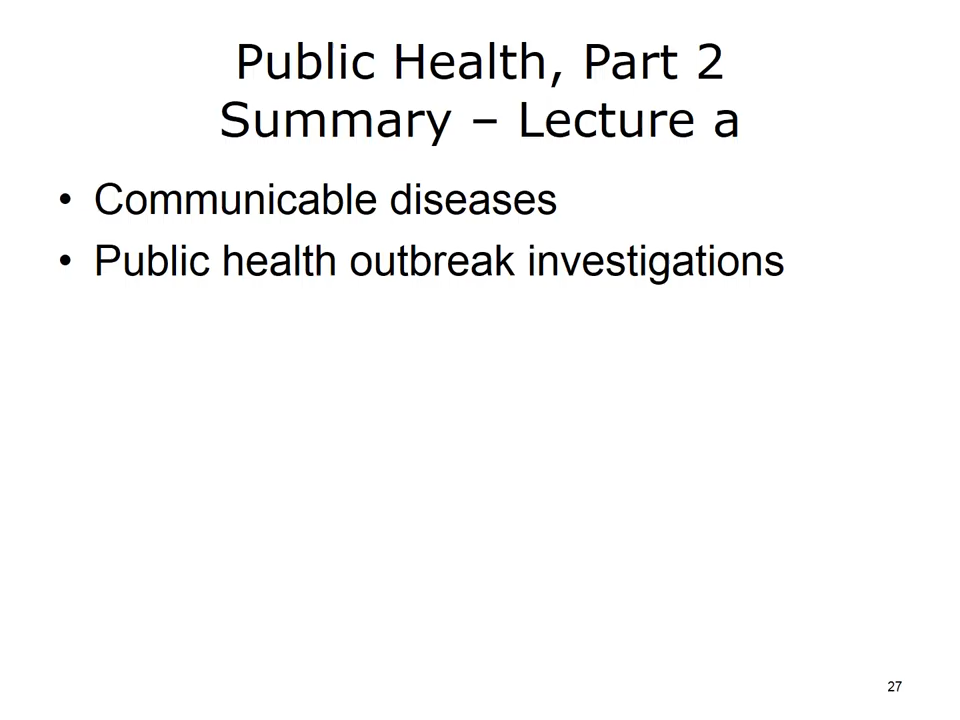 Public Health, Part 2
Summary – Lecture a
• Communicable diseases
• Public health outbreak investigations
27